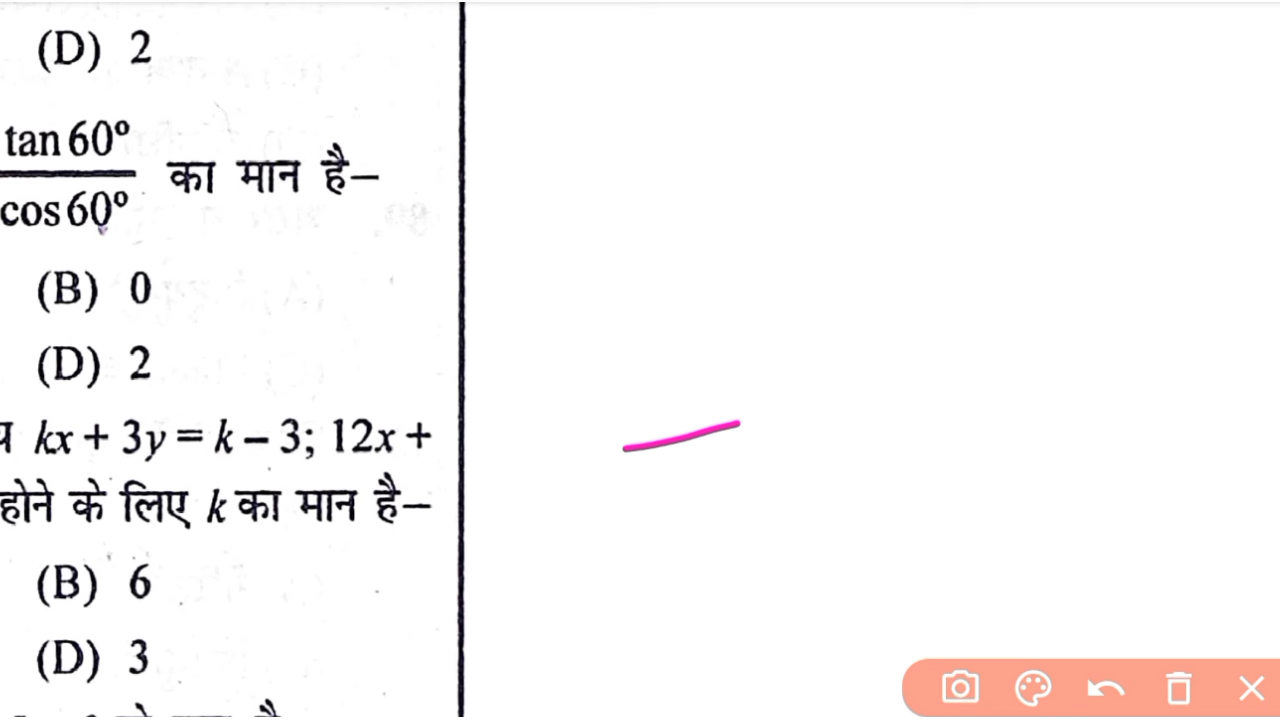 (D) 2
tan 60°
cos 60°
का मान है–
(B) 0
(D) 2
kx + 3y = k – 3; 12x +
होने के लिए k का मान है–
(B) 6
(D) 3